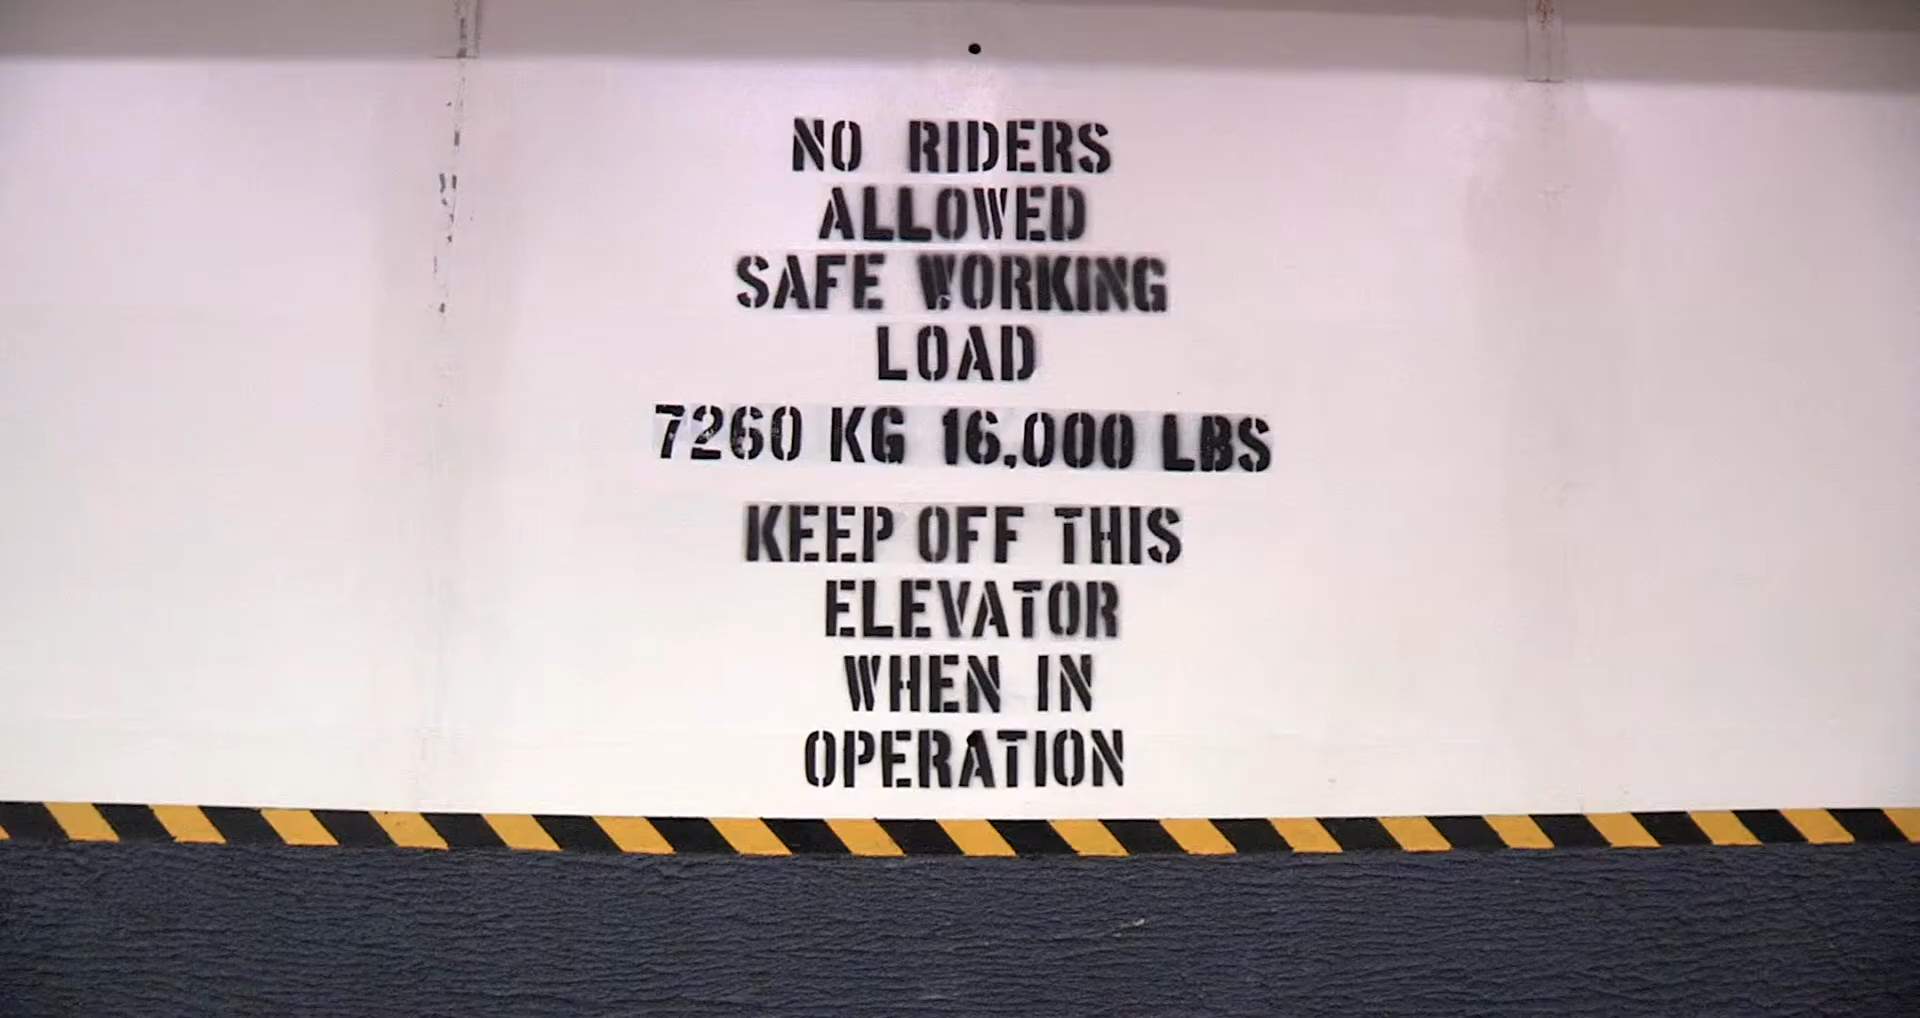 NO RIDERS
ALLOWED
SAFE WORKING
LOAD
7260 KG 16,000 LBS
KEEP OFF THIS
ELEVATOR
WHEN IN
OPERATION